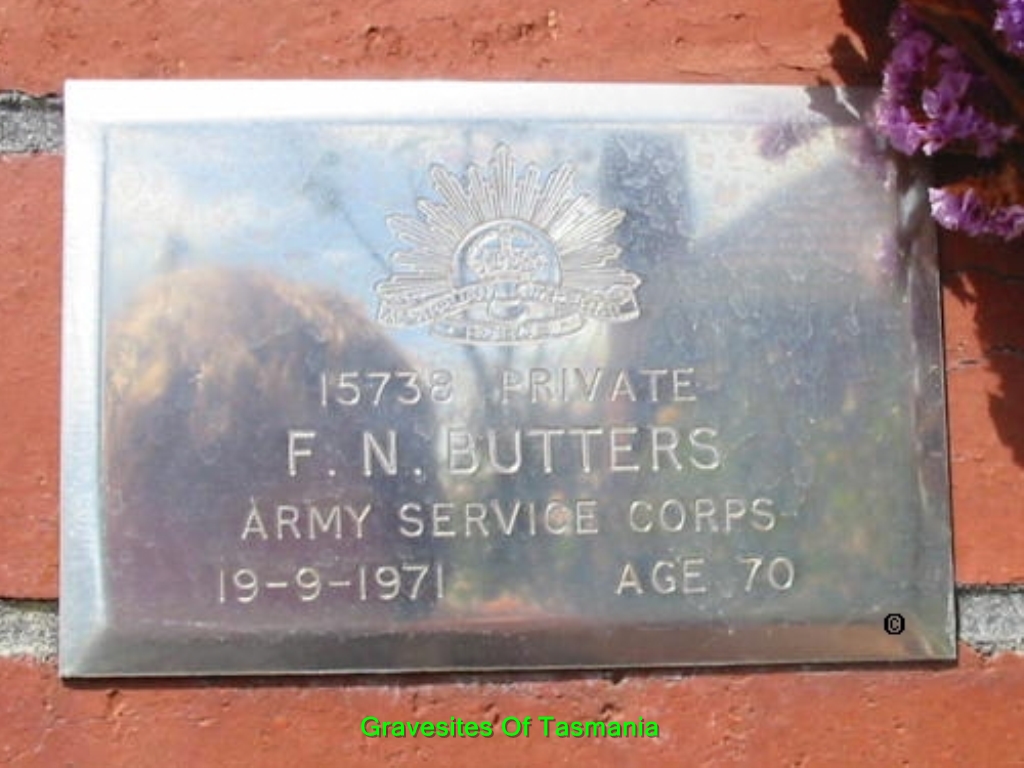 15738 PRIVATE
F. N. BUTTERS
ARMY SERVICE CORPS
19-9-1971 AGE 70
©
Gravesites Of Tasmania